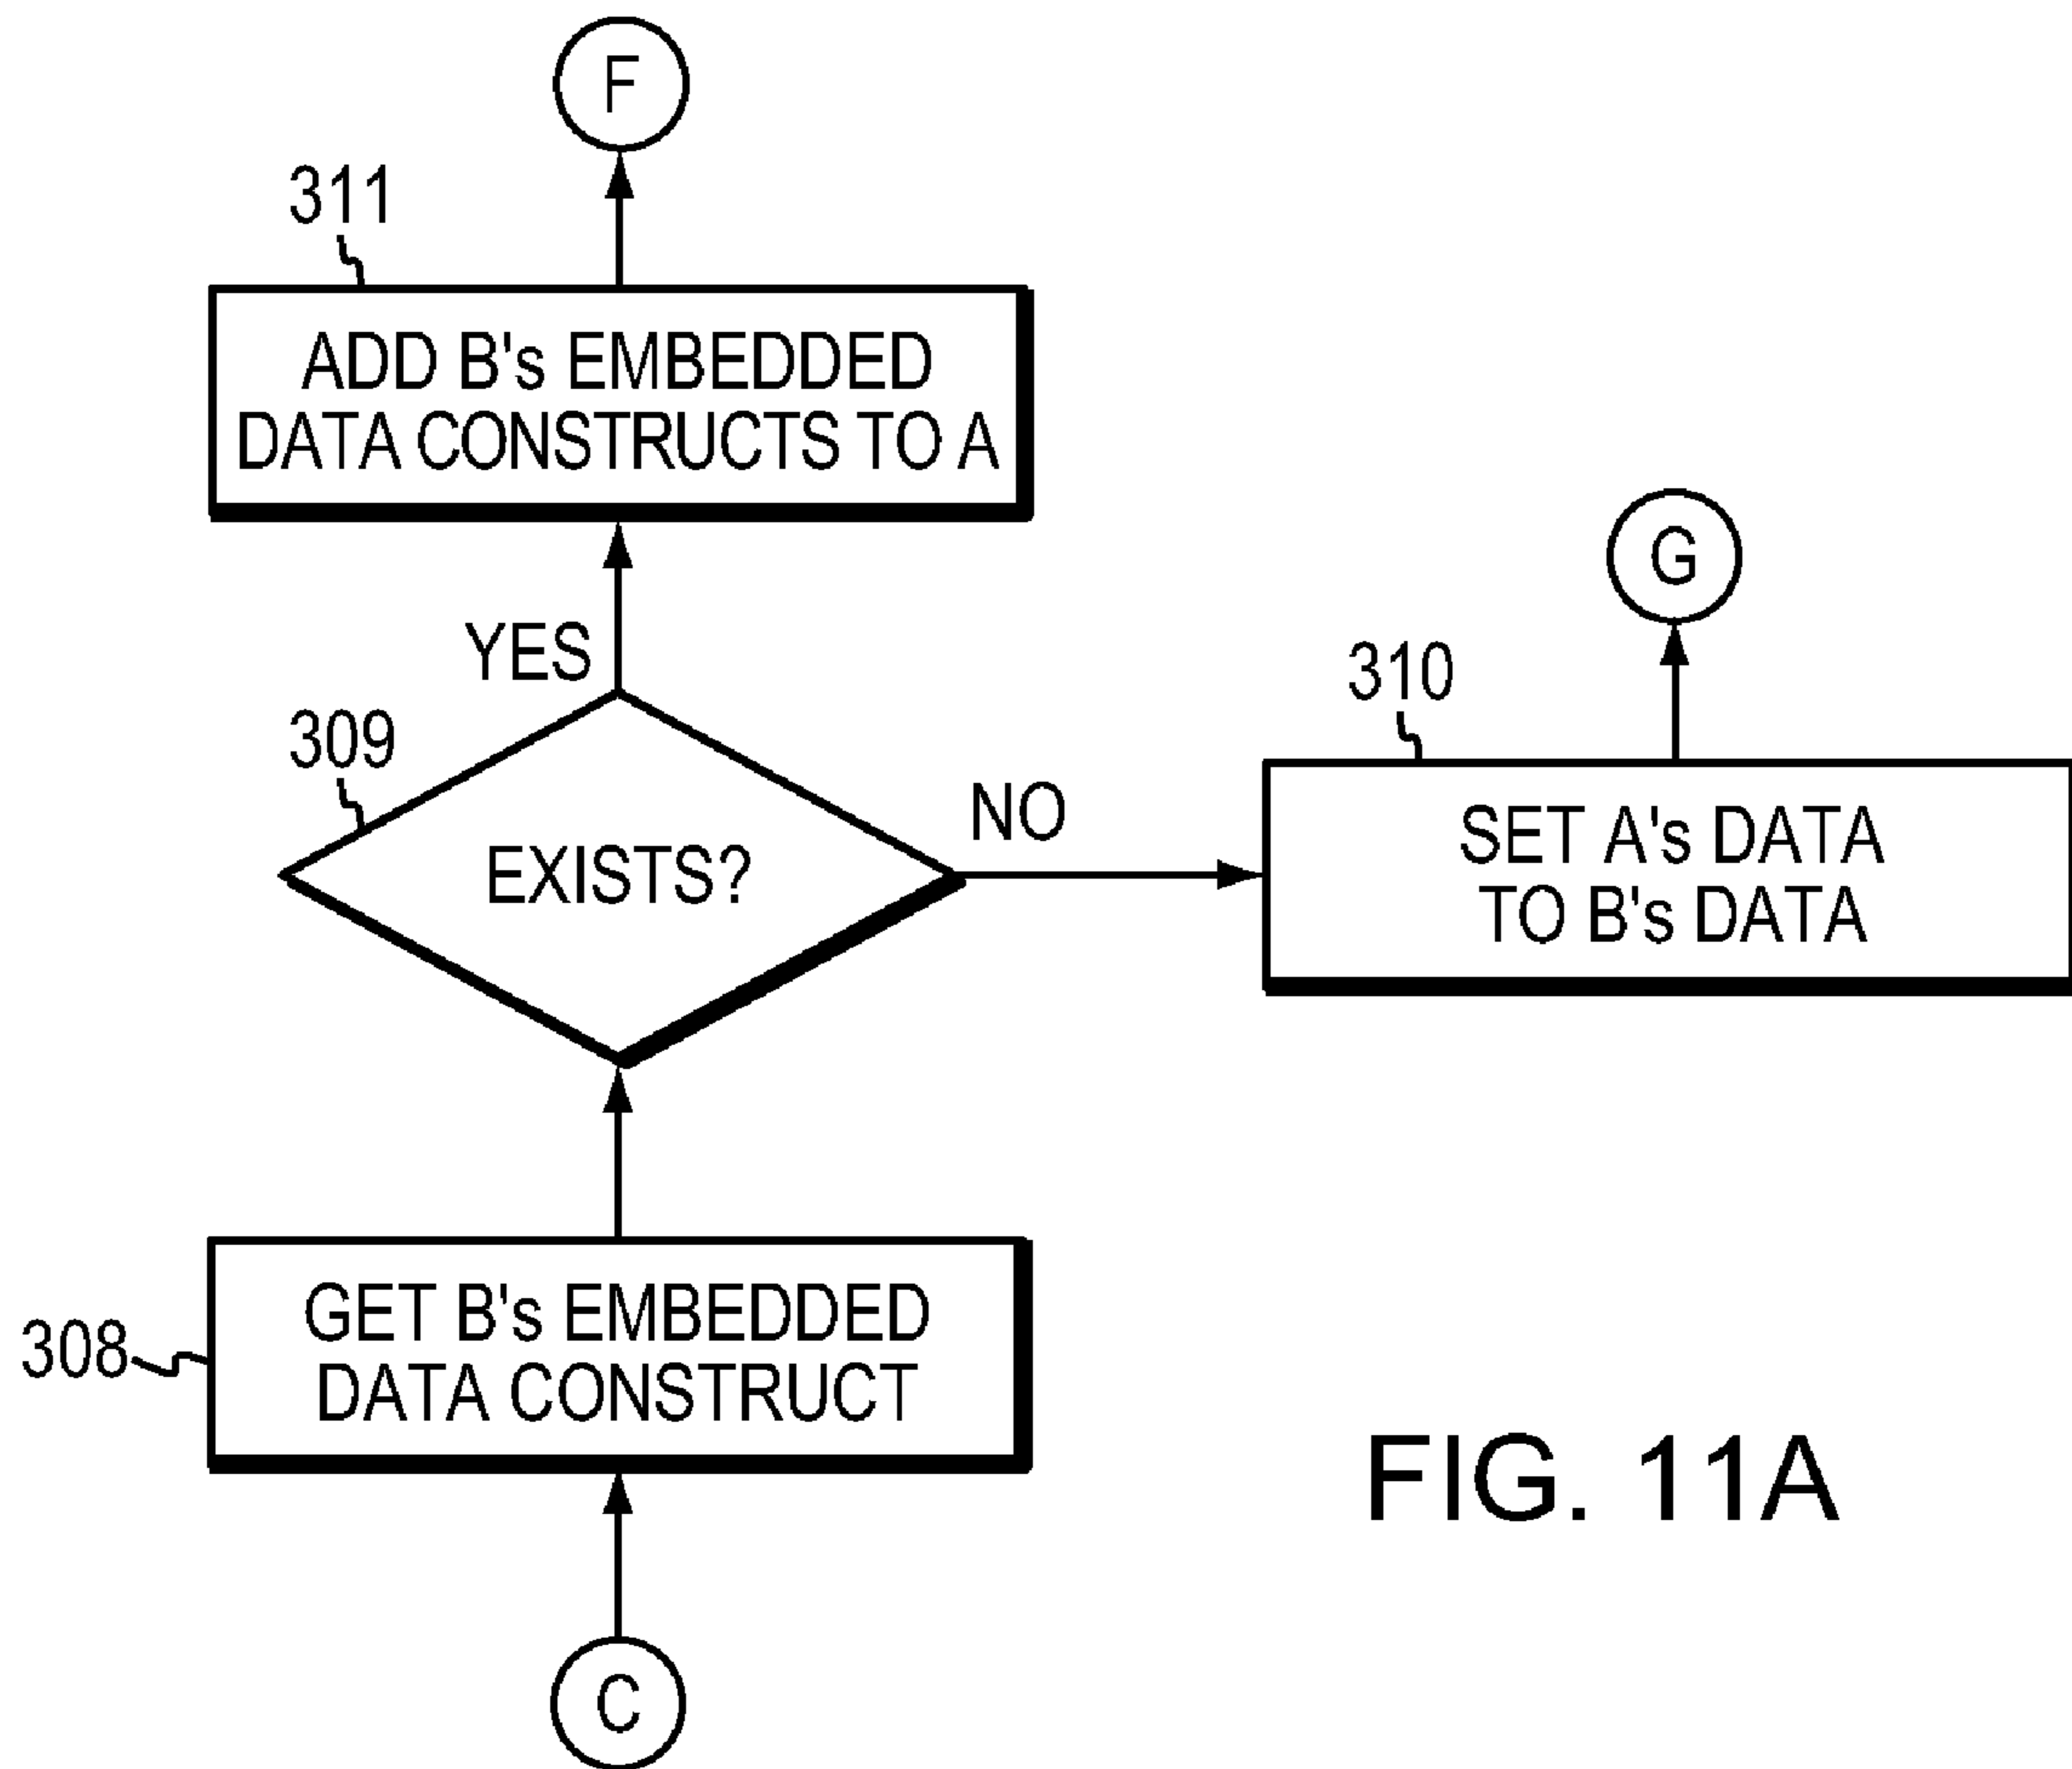 F
311
ADD B's EMBEDDED
DATA CONSTRUCTS TO A
G
YES
310
309
NO
EXISTS?
SET A's DATA
TO B's DATA
GET B's EMBEDDED
308
DATA CONSTRUCT
FIG. 11A
C